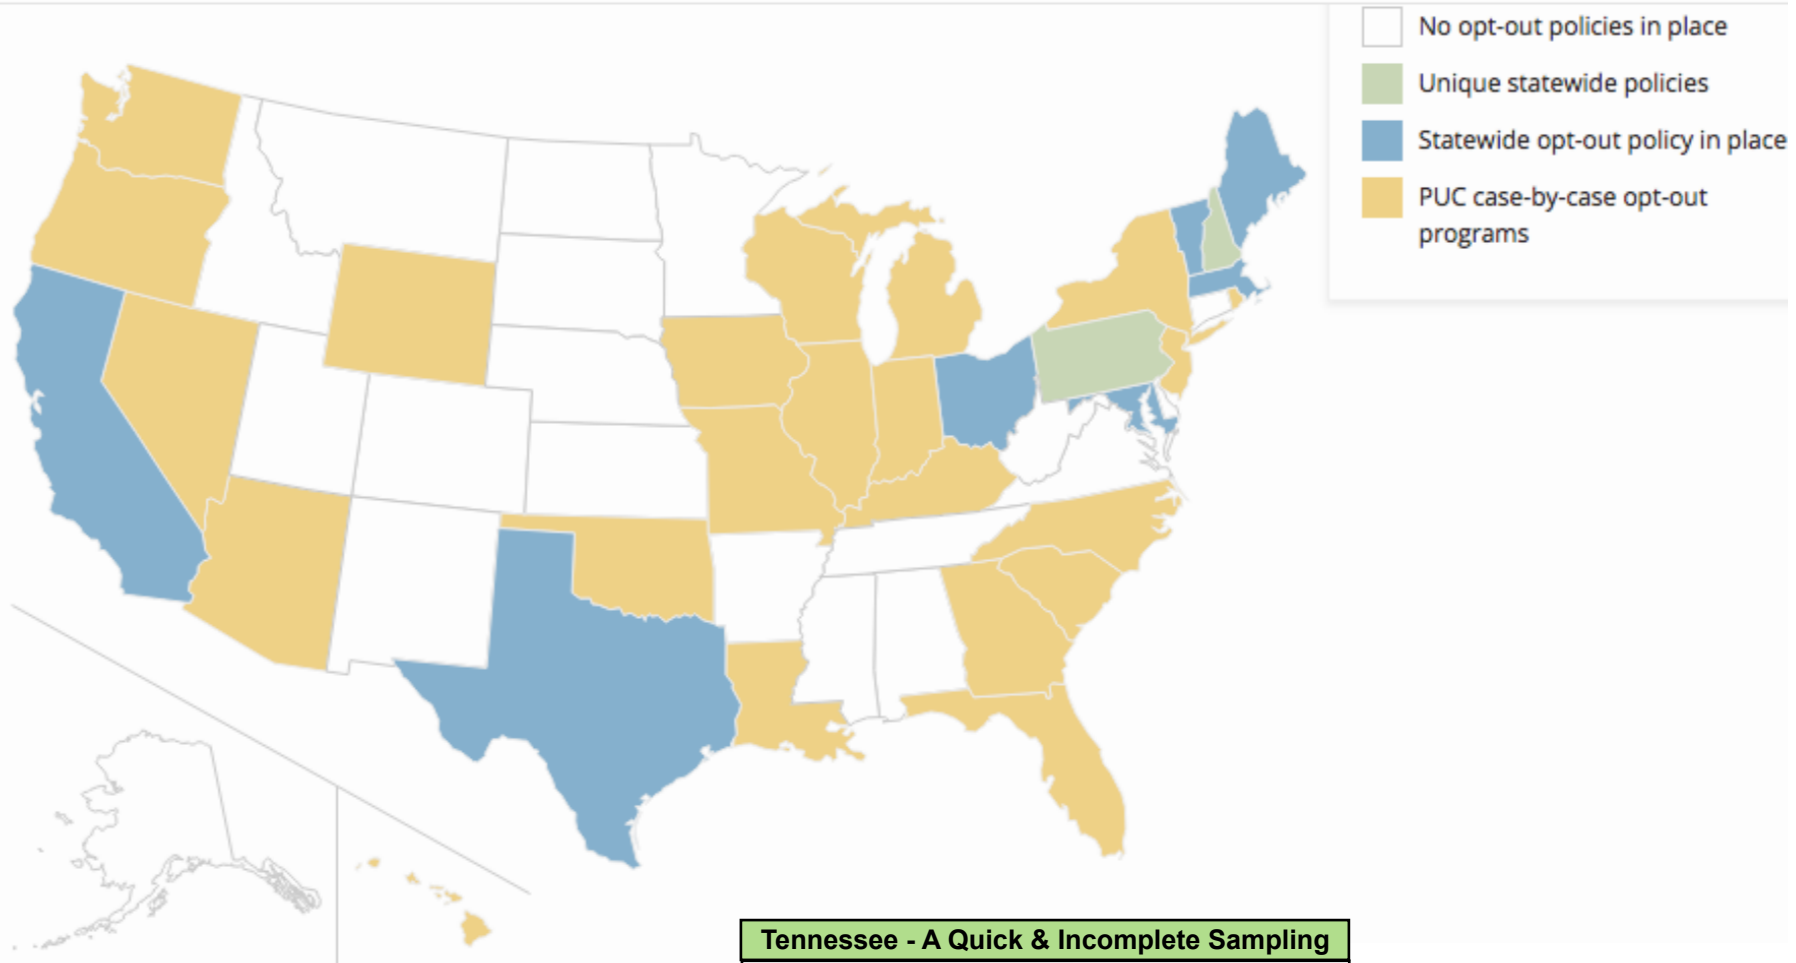 No opt-out policies in place
Unique statewide policies
Statewide opt-out policy in place
PUC case-by-case opt-out
programs
Tennessee - A Quick & Incomplete Sampling